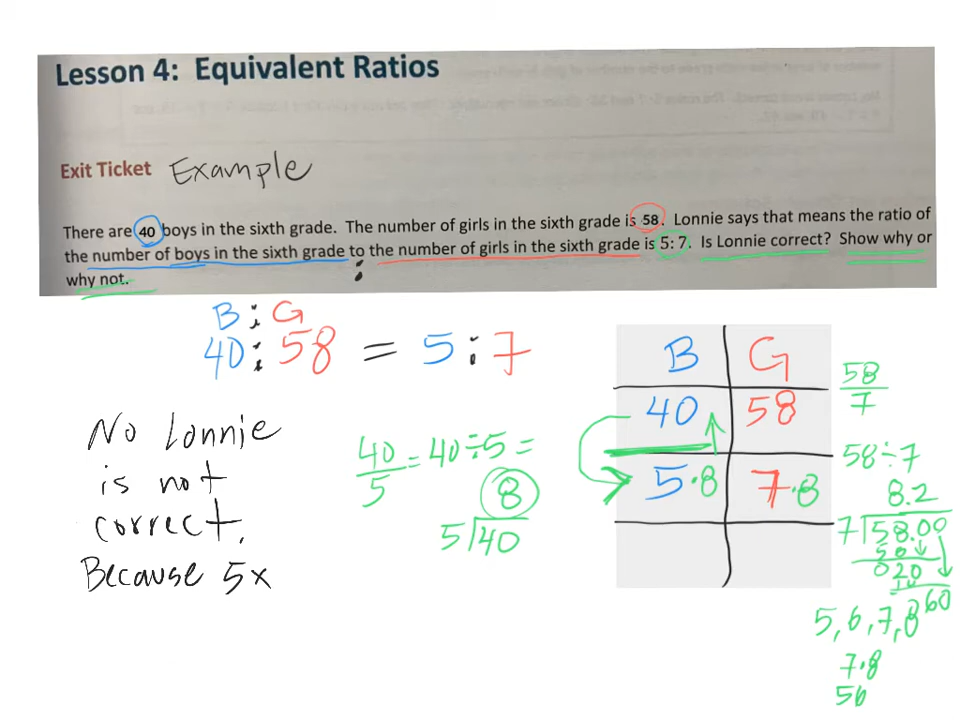 Lesson 4: Equivalent Ratios
Exit Ticket Example
There are 40 boys in the sixth grade. The number of girls in the sixth grade is 58. Lonnie says that means the ratio of
the number of boys in the sixth grade to the number of girls in the sixth grade is 5: 7. Is Lonnie correct? Show why or
why not.
:
B : G
40 : 58 = 5 : 7
No Lonnie
is not
correct.
Because 5x
40/5 = 40 ÷ 5 =
8
5)40
B G
40 58
5·8 7·8
58/7
58÷7
8.2
7)58.00
020
60
5, 6, 7, 8
7·8
56